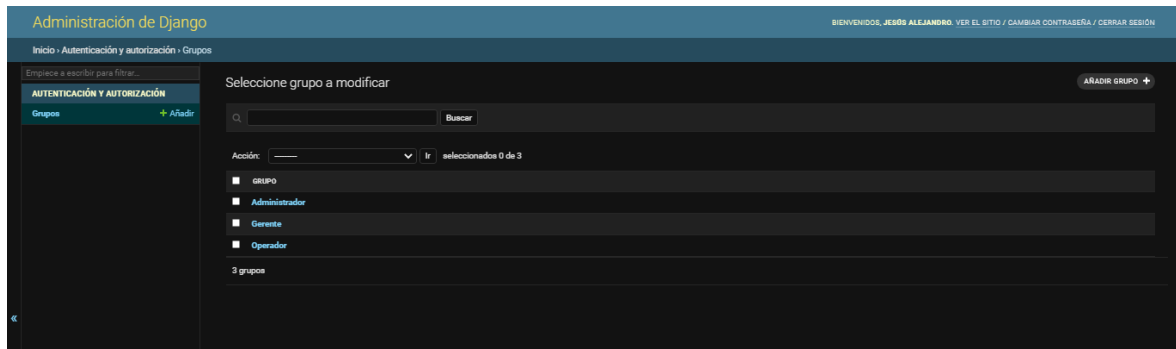 Administración de Django
BIENVENIDOS, JESÚS ALEJANDRO. VER EL SITIO / CAMBIAR CONTRASEÑA / CERRAR SESIÓN
Inicio › Autenticación y autorización › Grupos
Empiece a escribir para filtrar...
AUTENTICACIÓN Y AUTORIZACIÓN
Grupos + Añadir
Seleccione grupo a modificar
AÑADIR GRUPO +
Buscar
Acción: --------- Ir seleccionados 0 de 3
GRUPO
Administrador
Gerente
Operador
3 grupos
«